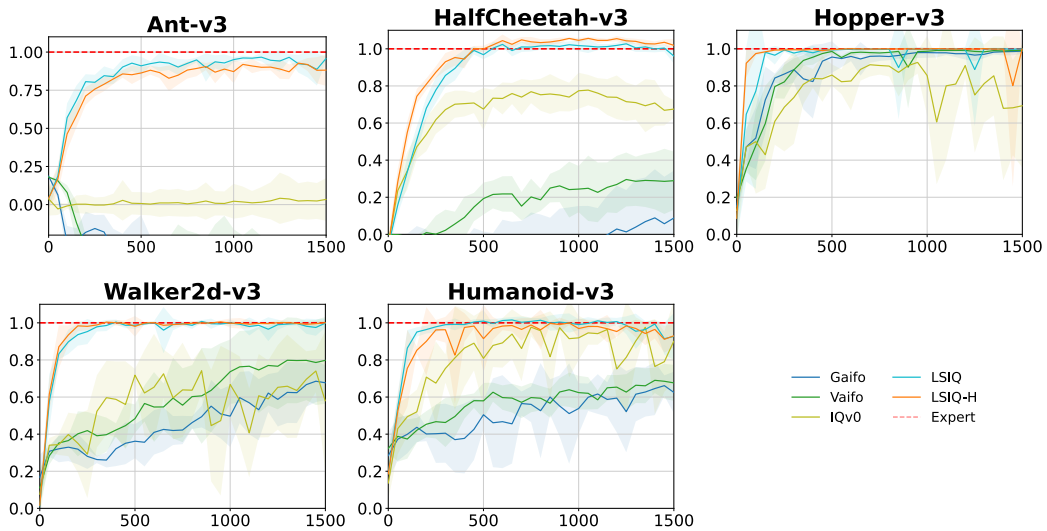 Ant-v3
1.00
0.75
0.50
0.25
0.00
0 500 1000 1500
HalfCheetah-v3
1.0
0.8
0.6
0.4
0.2
0.0
0 500 1000 1500
Hopper-v3
1.0
0.8
0.6
0.4
0.2
0.0
0 500 1000 1500
Walker2d-v3
1.0
0.8
0.6
0.4
0.2
0.0
0 500 1000 1500
Humanoid-v3
1.0
0.8
0.6
0.4
0.2
0.0
0 500 1000 1500
Gaifo
Vaifo
IQv0
LSIQ
LSIQ-H
Expert